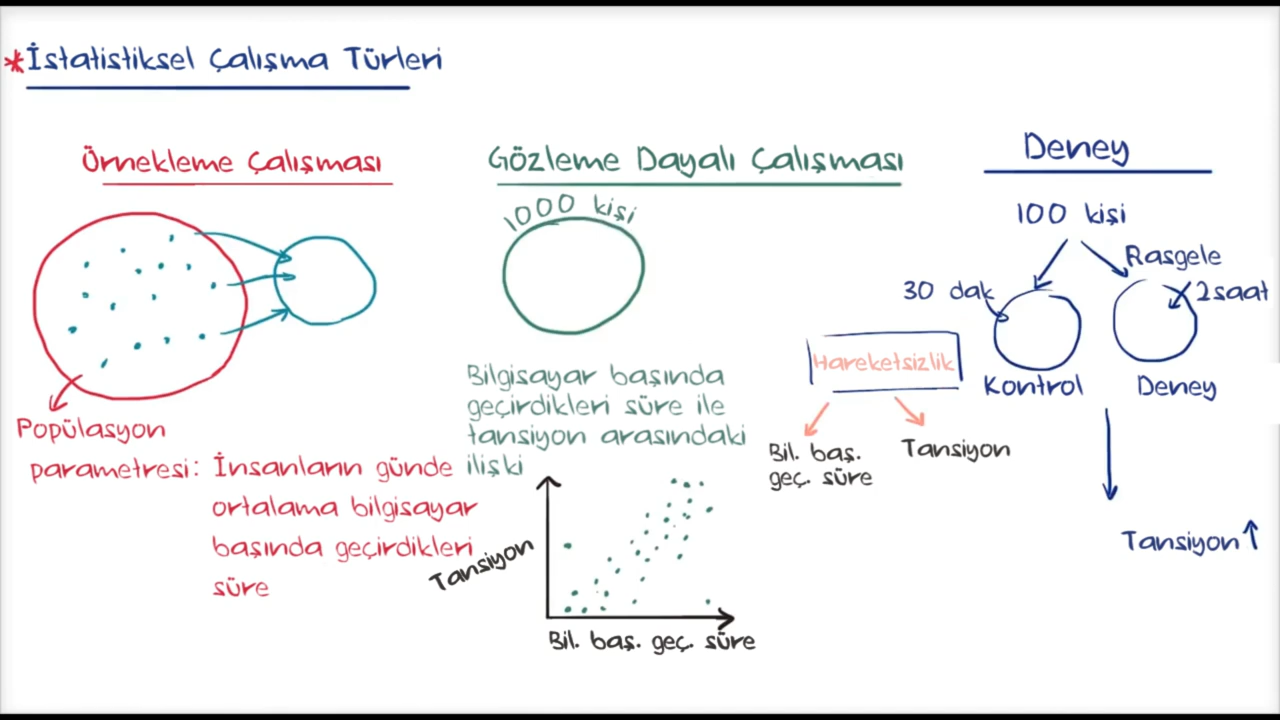 *İstatistiksel Çalışma Türleri
Örnekleme Çalışması
Popülasyon
parametresi: İnsanların günde
ortalama bilgisayar
başında geçirdikleri
süre
Gözleme Dayalı Çalışması
1000 kişi
Bilgisayar başında
geçirdikleri süre ile
tansiyon arasındaki
ilişki
Tansiyon
Bil. baş. geç. süre
Hareketsizlik
Bil. baş.
geç. süre
Tansiyon
Deney
100 kişi
Rasgele
30 dak
2saat
Kontrol
Deney
Tansiyon↑